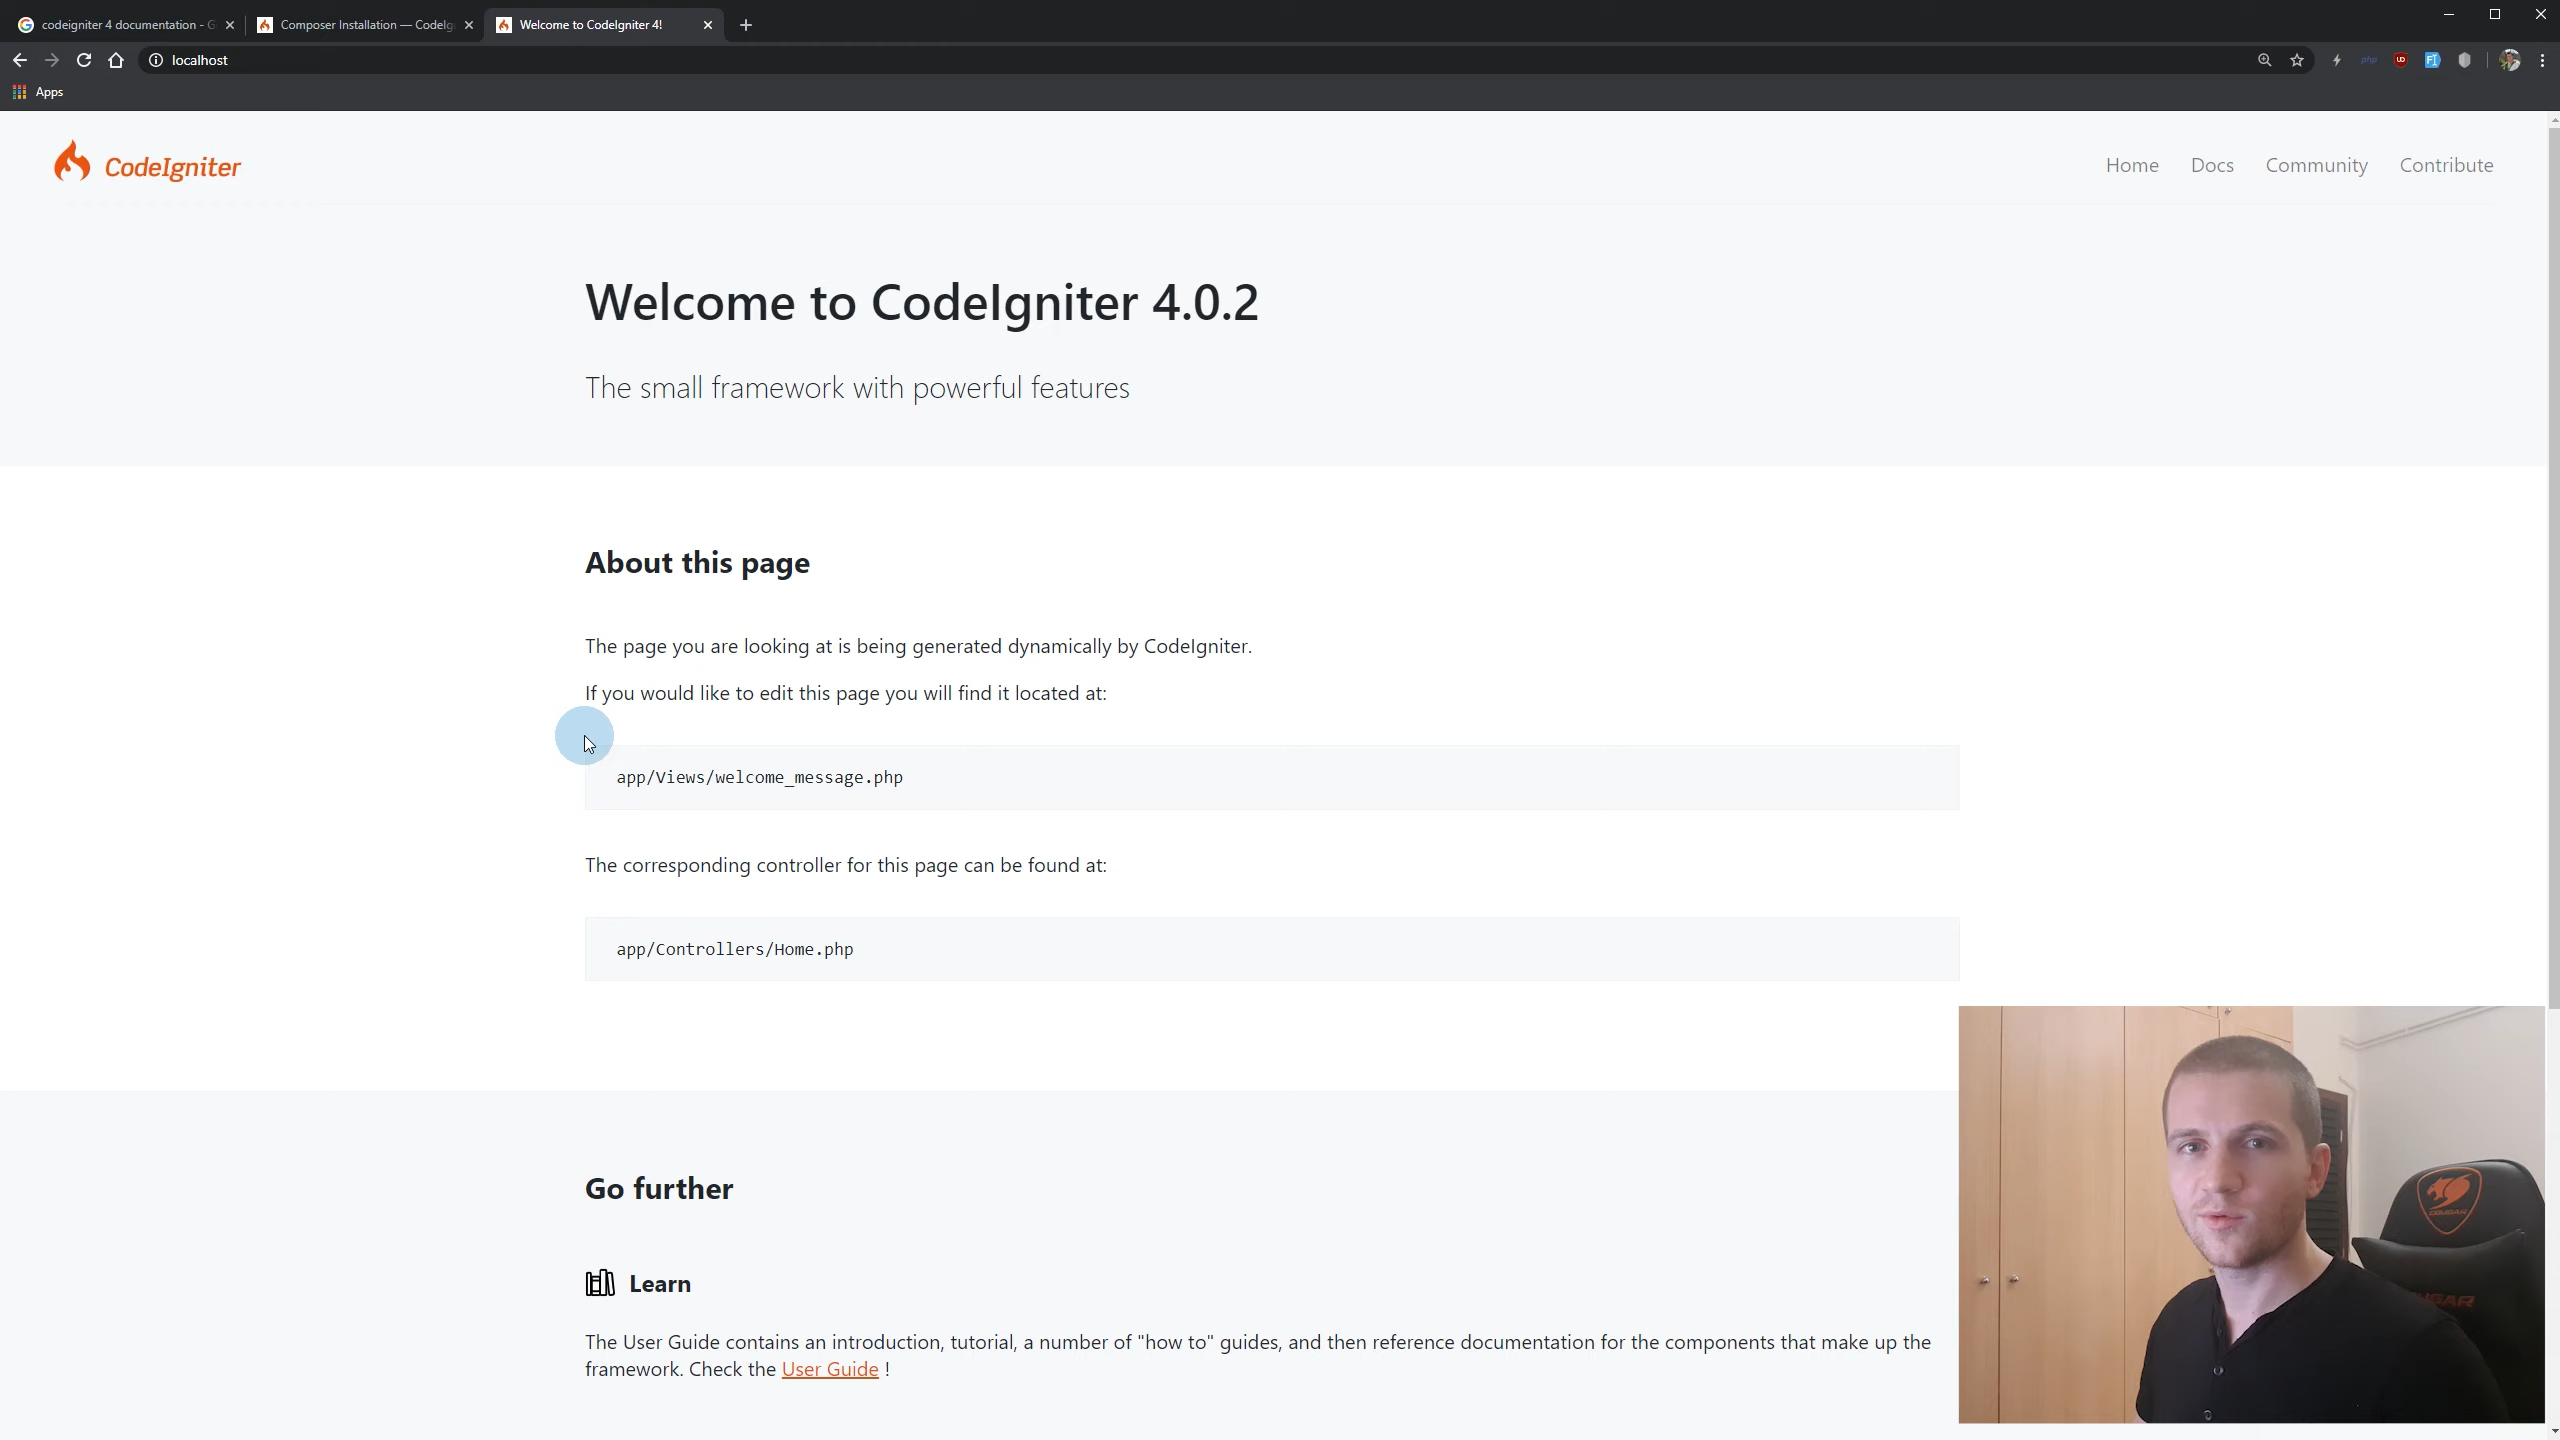 codeigniter 4 documentation - G
Composer Installation — CodeIg
Welcome to CodeIgniter 4!
localhost
php
Apps
CodeIgniter
Home
Docs
Community
Contribute
Welcome to CodeIgniter 4.0.2
The small framework with powerful features
About this page
The page you are looking at is being generated dynamically by CodeIgniter.
If you would like to edit this page you will find it located at:
app/Views/welcome_message.php
The corresponding controller for this page can be found at:
app/Controllers/Home.php
Go further
Learn
The User Guide contains an introduction, tutorial, a number of "how to" guides, and then reference documentation for the components that make up the
framework. Check the User Guide !
COUGAR